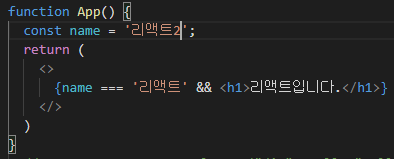 function App() {
const name = '리액트2';
return (
<>
{name === '리액트' && <h1>리액트입니다.</h1>}
</>
)
}